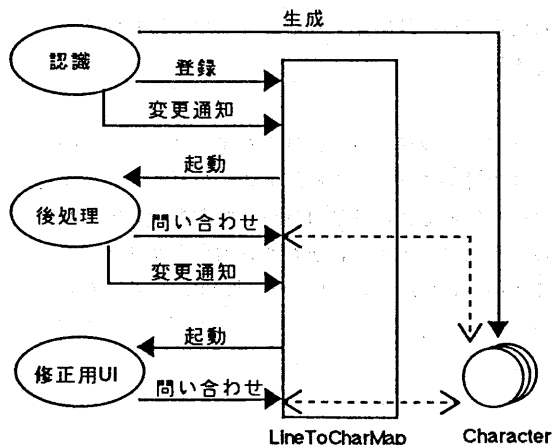 生成
認識
登録
変更通知
起動
後処理
問い合わせ
変更通知
起動
修正用UI
問い合わせ
LineToCharMap
Character